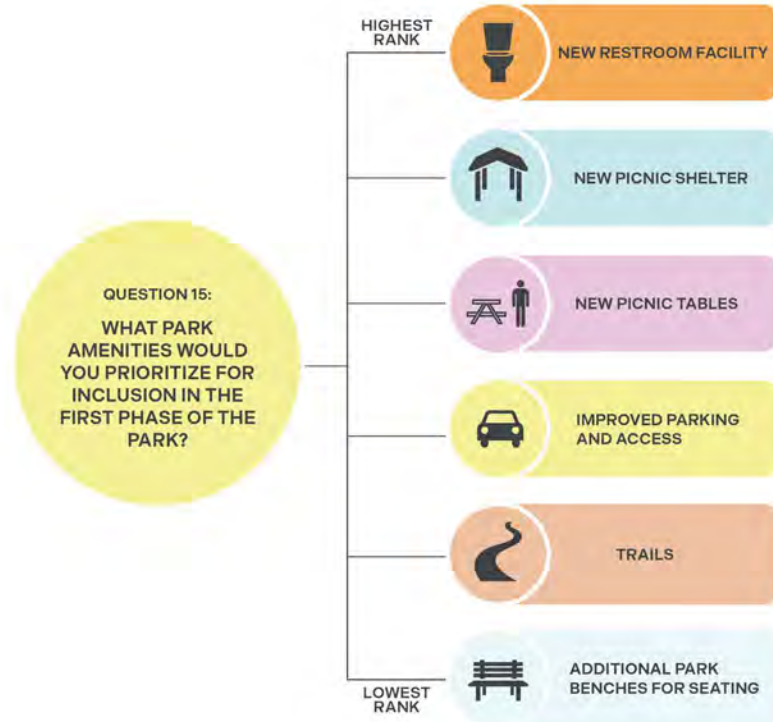 HIGHEST
RANK
NEW RESTROOM FACILITY
NEW PICNIC SHELTER
QUESTION 15:
WHAT PARK
AMENITIES WOULD
YOU PRIORITIZE FOR
INCLUSION IN THE
FIRST PHASE OF THE
PARK?
NEW PICNIC TABLES
IMPROVED PARKING
AND ACCESS
TRAILS
ADDITIONAL PARK
BENCHES FOR SEATING
LOWEST
RANK